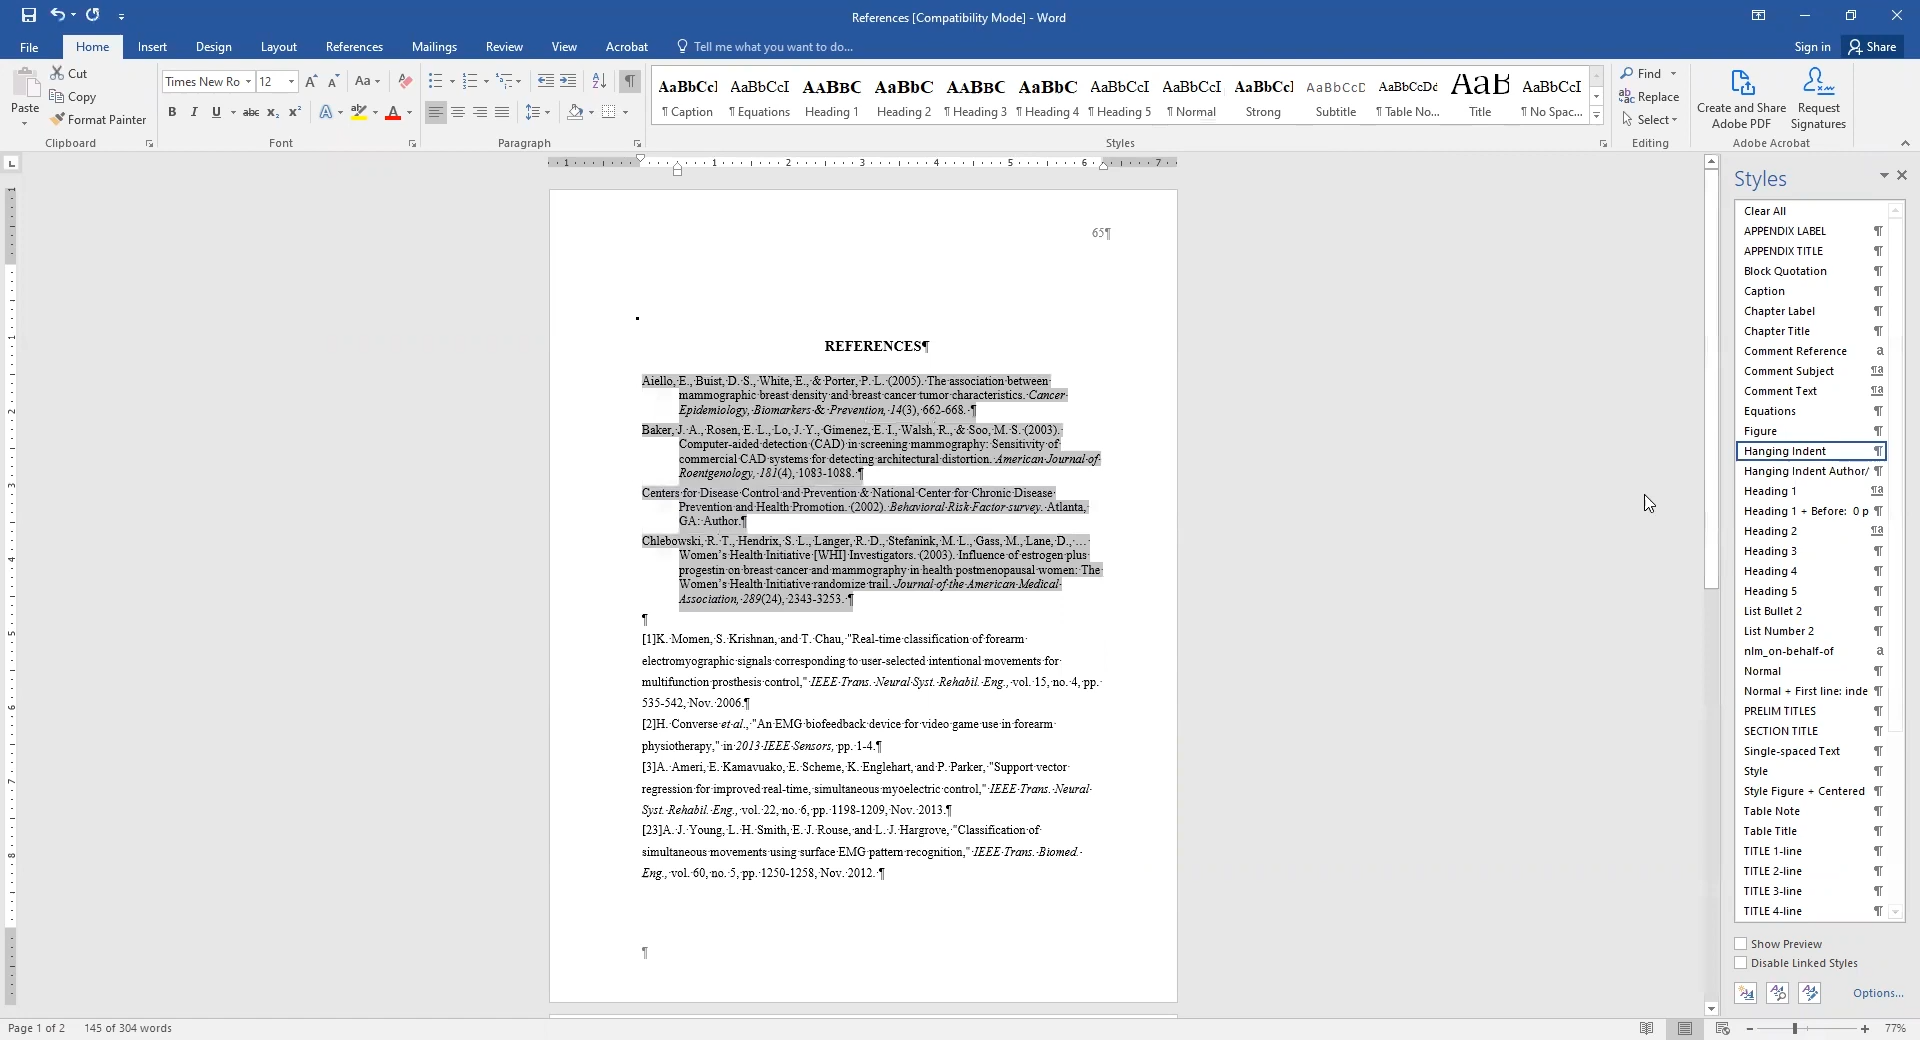 References [Compatibility Mode] - Word
File Home Insert Design Layout References Mailings Review View Acrobat Tell me what you want to do... Sign in Share
Paste
Cut
Copy
Format Painter
Clipboard
Times New Ro 12
Font
Paragraph
AaBbCcI AaBbCcI AABBC AaBbC AABBC AaBbC AaBbCcI AaBbCcI AaBbCcI AaBbCcD AaBbCcDd AaB AaBbCcI
¶ Caption ¶ Equations Heading 1 Heading 2 ¶ Heading 3 ¶ Heading 4 ¶ Heading 5 ¶ Normal Strong Subtitle ¶ Table No... Title ¶ No Spac...
Styles
Find
Replace
Select
Editing
Create and Share
Adobe PDF
Request
Signatures
Adobe Acrobat
1 1 2 3 4 5 6 7
1 1 2 3 4 5 6 7 8
65¶
REFERENCES¶
Aiello, E., Buist, D. S., White, E., & Porter, P. L. (2005). The association between
mammographic breast density and breast cancer tumor characteristics. Cancer
Epidemiology, Biomarkers & Prevention, 14(3), 662-668. ¶
Baker, J. A., Rosen, E. L., Lo, J. Y., Gimenez, E. I., Walsh, R., & Soo, M. S. (2003).
Computer-aided detection (CAD) in screening mammography: Sensitivity of
commercial CAD systems for detecting architectural distortion. American Journal of
Roentgenology, 181(4), 1083-1088. ¶
Centers for Disease Control and Prevention & National Center for Chronic Disease
Prevention and Health Promotion. (2002). Behavioral Risk Factor survey. Atlanta,
GA: Author.¶
Chlebowski, R. T., Hendrix, S. L., Langer, R. D., Stefanink, M. L., Gass, M., Lane, D., …
Women’s Health Initiative [WHI] Investigators. (2003). Influence of estrogen plus
progestin on breast cancer and mammography in health postmenopausal women: The
Women’s Health Initiative randomize trail. Journal of the American Medical
Association, 289(24), 2343-3253. ¶
¶
[1]K. Momen, S. Krishnan, and T. Chau, "Real-time classification of forearm
electromyographic signals corresponding to user-selected intentional movements for
multifunction prosthesis control," IEEE Trans. Neural Syst. Rehabil. Eng., vol. 15, no. 4, pp.
535-542, Nov. 2006.¶
[2]H. Converse et al., "An EMG biofeedback device for video game use in forearm
physiotherapy," in 2013 IEEE Sensors, pp. 1-4.¶
[3]A. Ameri, E. Kamavuako, E. Scheme, K. Englehart, and P. Parker, "Support vector
regression for improved real-time, simultaneous myoelectric control," IEEE Trans. Neural
Syst. Rehabil. Eng., vol. 22, no. 6, pp. 1198-1209, Nov. 2013.¶
[23]A. J. Young, L. H. Smith, E. J. Rouse, and L. J. Hargrove, "Classification of
simultaneous movements using surface EMG pattern recognition," IEEE Trans. Biomed.
Eng., vol. 60, no. 5, pp. 1250-1258, Nov. 2012. ¶
¶
Styles
Clear All
APPENDIX LABEL ¶
APPENDIX TITLE ¶
Block Quotation ¶
Caption ¶
Chapter Label ¶
Chapter Title ¶
Comment Reference a
Comment Subject ¶a
Comment Text ¶a
Equations ¶
Figure ¶
Hanging Indent ¶
Hanging Indent Author/ ¶
Heading 1 ¶a
Heading 1 + Before: 0 p ¶
Heading 2 ¶a
Heading 3 ¶
Heading 4 ¶
Heading 5 ¶
List Bullet 2 ¶
List Number 2 ¶
nlm_on-behalf-of a
Normal ¶
Normal + First line: inde ¶
PRELIM TITLES ¶
SECTION TITLE ¶
Single-spaced Text ¶
Style ¶
Style Figure + Centered ¶
Table Note ¶
Table Title ¶
TITLE 1-line ¶
TITLE 2-line ¶
TITLE 3-line ¶
TITLE 4-line ¶
Show Preview
Disable Linked Styles
Options...
Page 1 of 2 145 of 304 words 77%